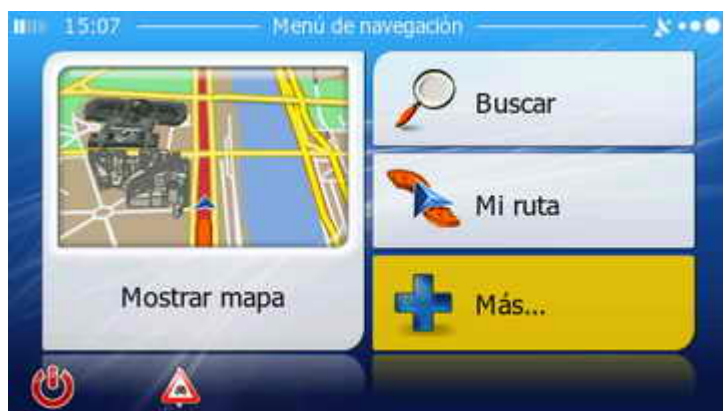 15:07
Menú de navegación
Buscar
Mi ruta
Mostrar mapa
Más...